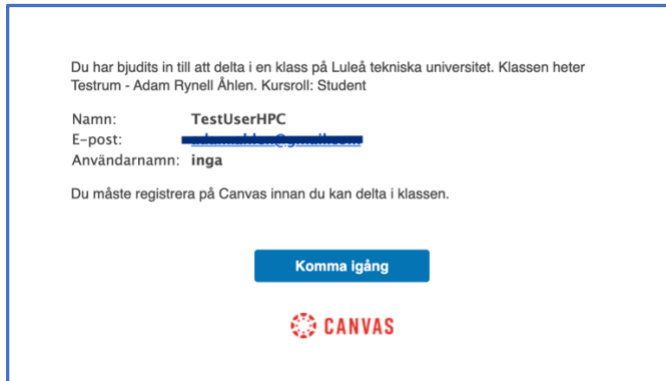 Du har bjudits in till att delta i en klass på Luleå tekniska universitet. Klassen heter
Testrum - Adam Rynell Åhlen. Kursroll: Student
Namn: TestUserHPC
E-post:
Användarnamn: inga
Du måste registrera på Canvas innan du kan delta i klassen.
Komma igång
CANVAS